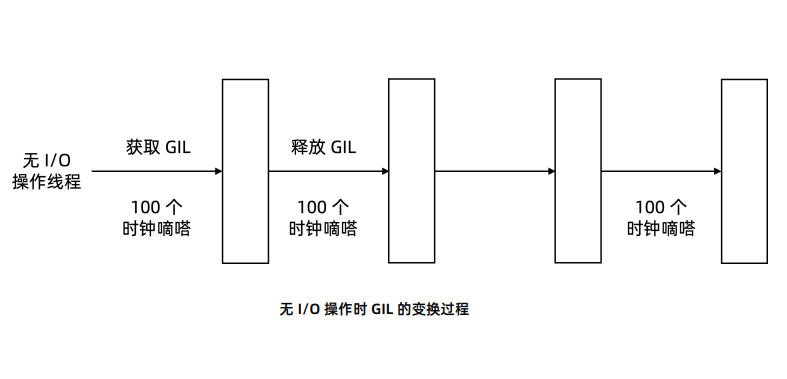 无 I/O
操作线程
获取 GIL
100 个
时钟嘀嗒
释放 GIL
100 个
时钟嘀嗒
100 个
时钟嘀嗒
无 I/O 操作时 GIL 的变换过程